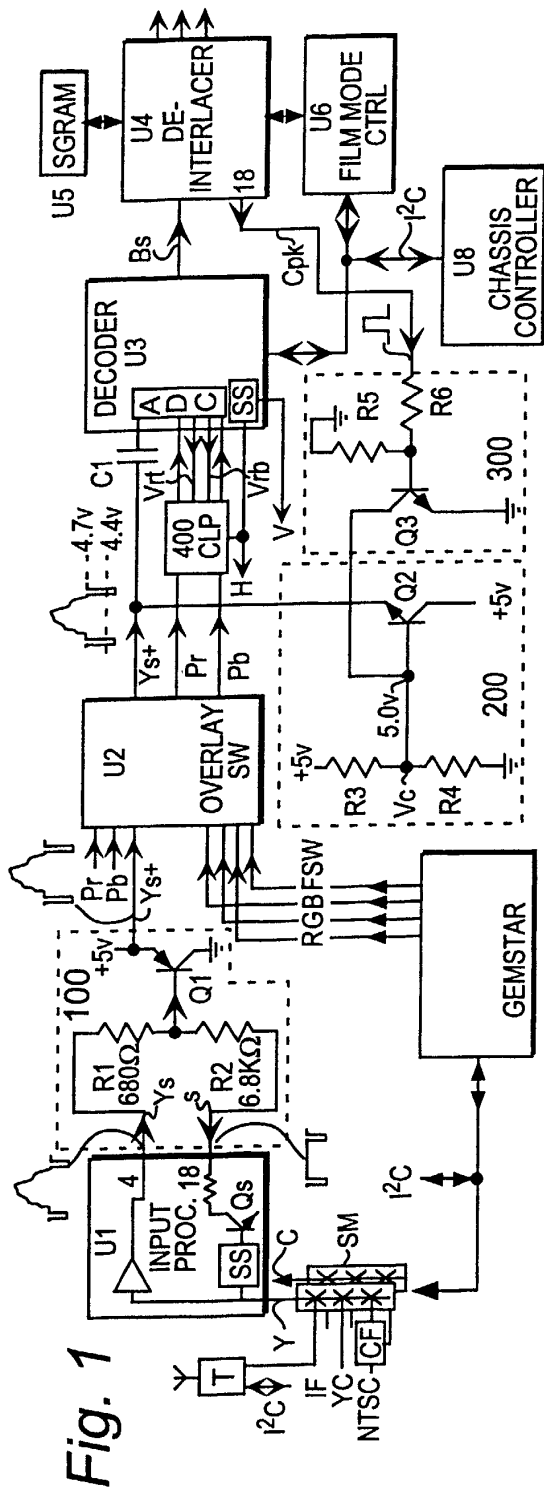 Fig. 1
U5
SGRAM
U4
DE-
INTERLACER
18
U6
FILM MODE
CTRL
I²C
U8
CHASSIS
CONTROLLER
Bs
Cpk
DECODER
U3
A
D
C
SS
C1
Vrt
Vrb
400
CLP
H
V
4.7v
4.4v
Ys+
Pr
Pb
U2
OVERLAY
SW
Pr
Pb
Ys+
RGBFSW
R5
R6
Q3
300
Q2
+5v
5.0v
200
+5v
R3
Vc
R4
100
+5v
Q1
R1
680Ω
R2
6.8KΩ
Ys
s
U1
INPUT
PROC.
4
18
Qs
SS
Y
C
SM
T
I²C
IF
YC
NTSC
CF
I²C
GEMSTAR